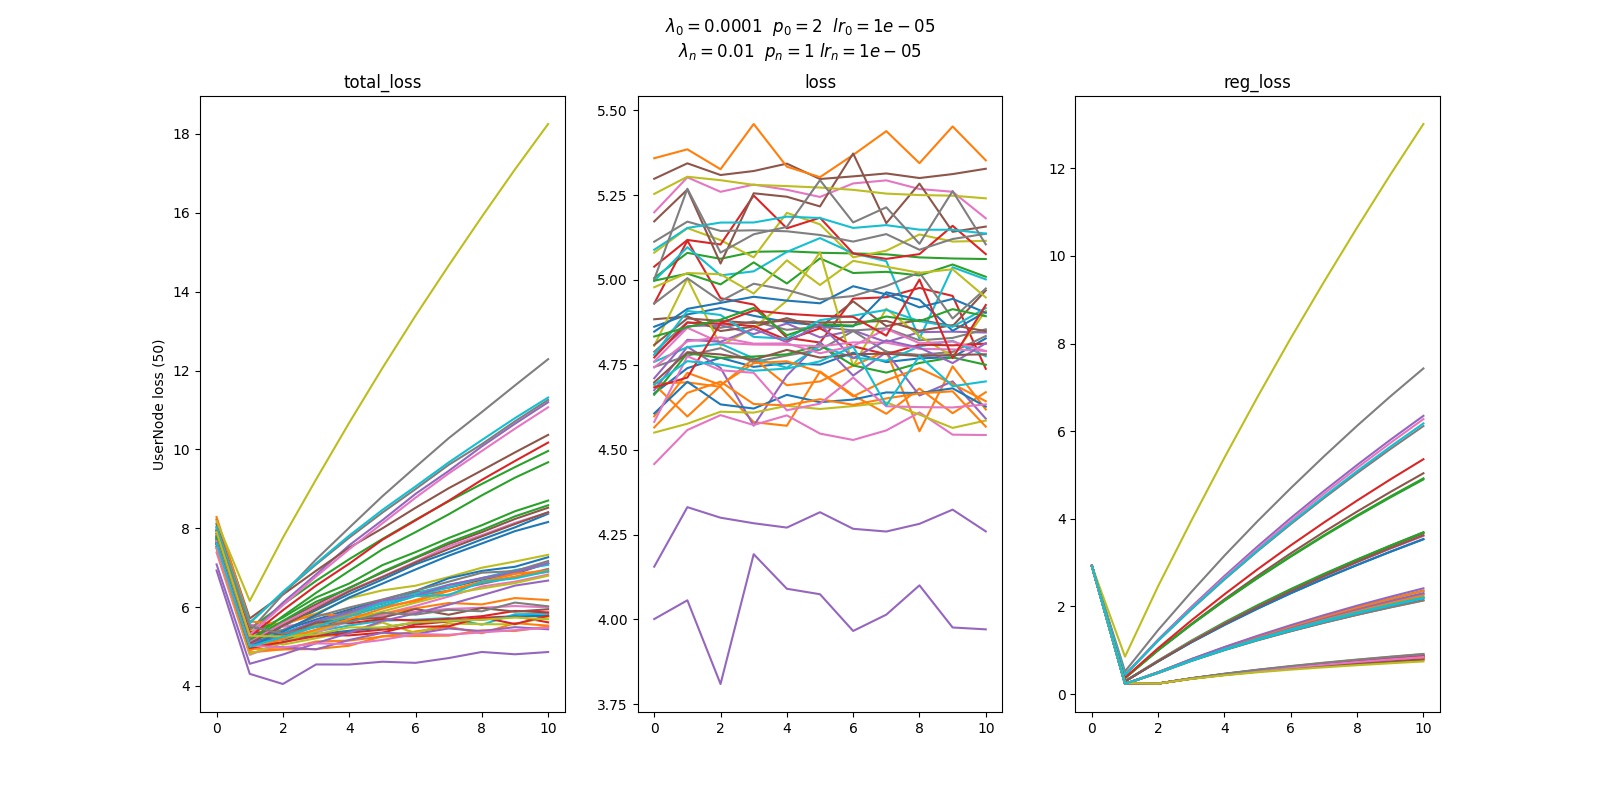 λ₀ = 0.0001 p₀ = 2 lr₀ = 1e − 05
λₙ = 0.01 pₙ = 1 lrₙ = 1e − 05
total_loss
loss
reg_loss
UserNode loss (50)
18
16
14
12
10
8
6
4
0 2 4 6 8 10
5.50
5.25
5.00
4.75
4.50
4.25
4.00
3.75
0 2 4 6 8 10
12
10
8
6
4
2
0
0 2 4 6 8 10